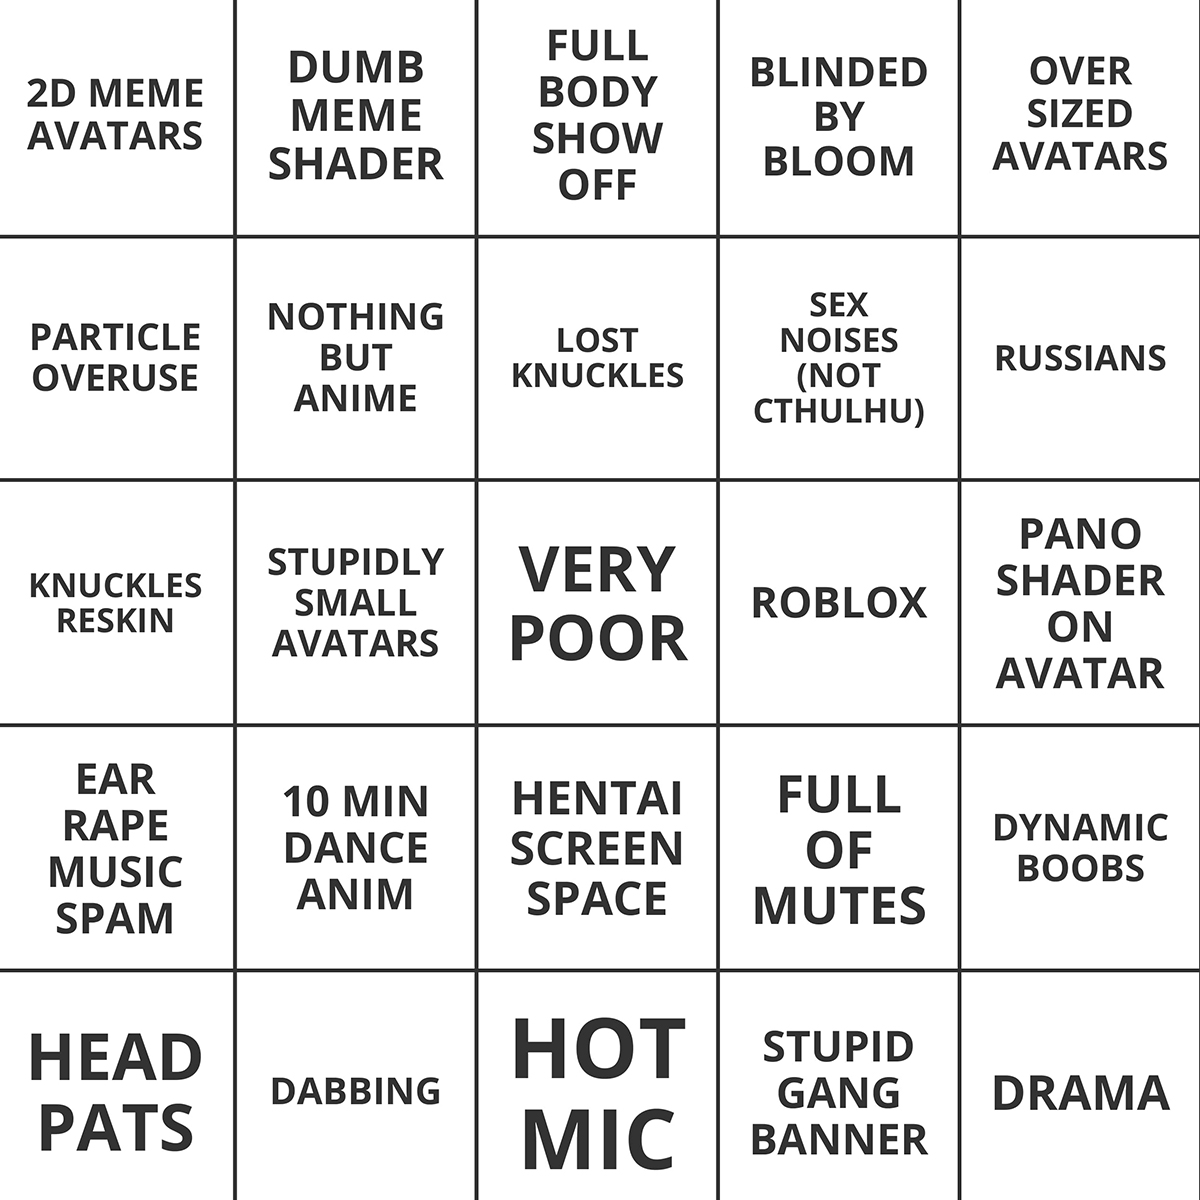 2D MEME
AVATARS
DUMB
MEME
SHADER
FULL
BODY
SHOW
OFF
BLINDED
BY
BLOOM
OVER
SIZED
AVATARS
PARTICLE
OVERUSE
NOTHING
BUT
ANIME
LOST
KNUCKLES
SEX
NOISES
(NOT
CTHULHU)
RUSSIANS
KNUCKLES
RESKIN
STUPIDLY
SMALL
AVATARS
VERY
POOR
ROBLOX
PANO
SHADER
ON
AVATAR
EAR
RAPE
MUSIC
SPAM
10 MIN
DANCE
ANIM
HENTAI
SCREEN
SPACE
FULL
OF
MUTES
DYNAMIC
BOOBS
HEAD
PATS
DABBING
HOT
MIC
STUPID
GANG
BANNER
DRAMA